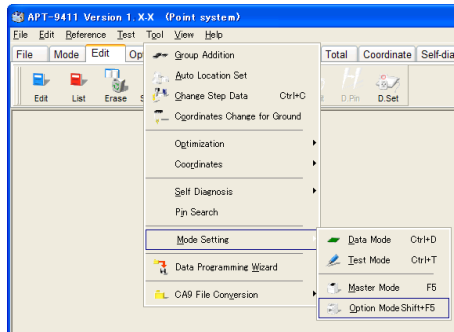 APT-9411 Version 1.X.X (Point system)
File Edit Reference Test Tool View Help
File Mode Edit Total Coordinate
Edit List Erase D.Pin D.Set
Group Addition
Auto Location Set
Change Step Data Ctrl+C
Coordinates Change for Ground
Optimization
Coordinates
Self Diagnosis
Pin Search
Mode Setting
Data Programming Wizard
CA9 File Conversion
Data Mode Ctrl+D
Test Mode Ctrl+T
Master Mode F5
Option Mode Shift+F5